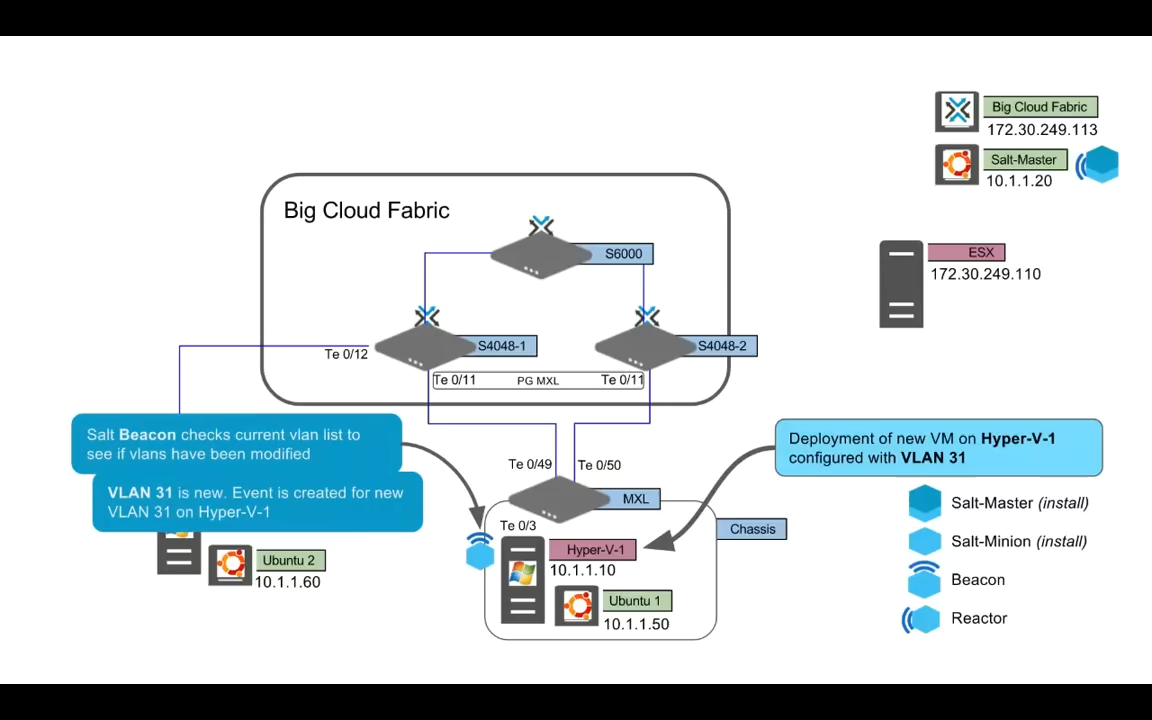 Big Cloud Fabric
172.30.249.113
Salt-Master
10.1.1.20
Big Cloud Fabric
S6000
ESX
172.30.249.110
S4048-1
S4048-2
Te 0/12
Te 0/11
PG MXL
Te 0/11
Salt Beacon checks current vlan list to
see if vlans have been modified
VLAN 31 is new. Event is created for new
VLAN 31 on Hyper-V-1
Deployment of new VM on Hyper-V-1
configured with VLAN 31
Te 0/49
Te 0/50
MXL
Te 0/3
Chassis
Hyper-V-1
10.1.1.10
Ubuntu 1
10.1.1.50
Ubuntu 2
10.1.1.60
Salt-Master (install)
Salt-Minion (install)
Beacon
Reactor